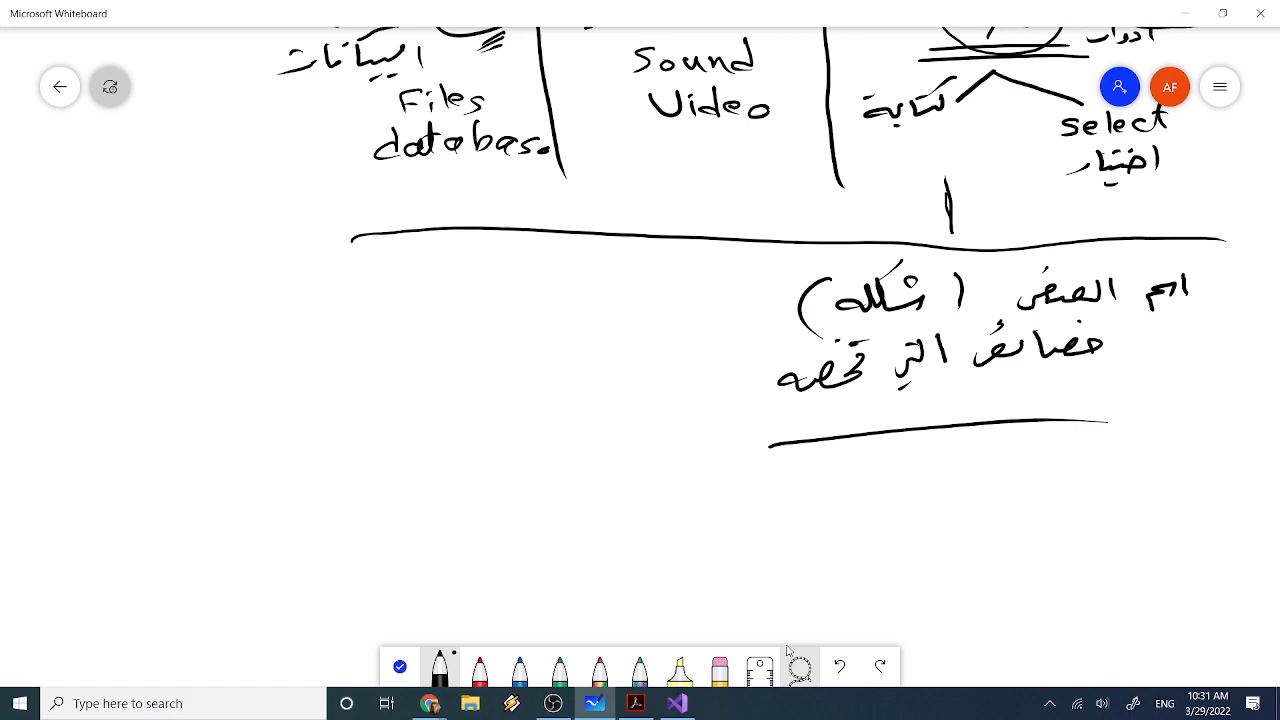 Microsoft Whiteboard
أدوات
البيانات
Files
database
Sound
Video
كتابة
select
اختيار
AF
اسم العنصر (شكله)
خصائص التي تخصه
Type here to search
ENG
10:31 AM
3/29/2022